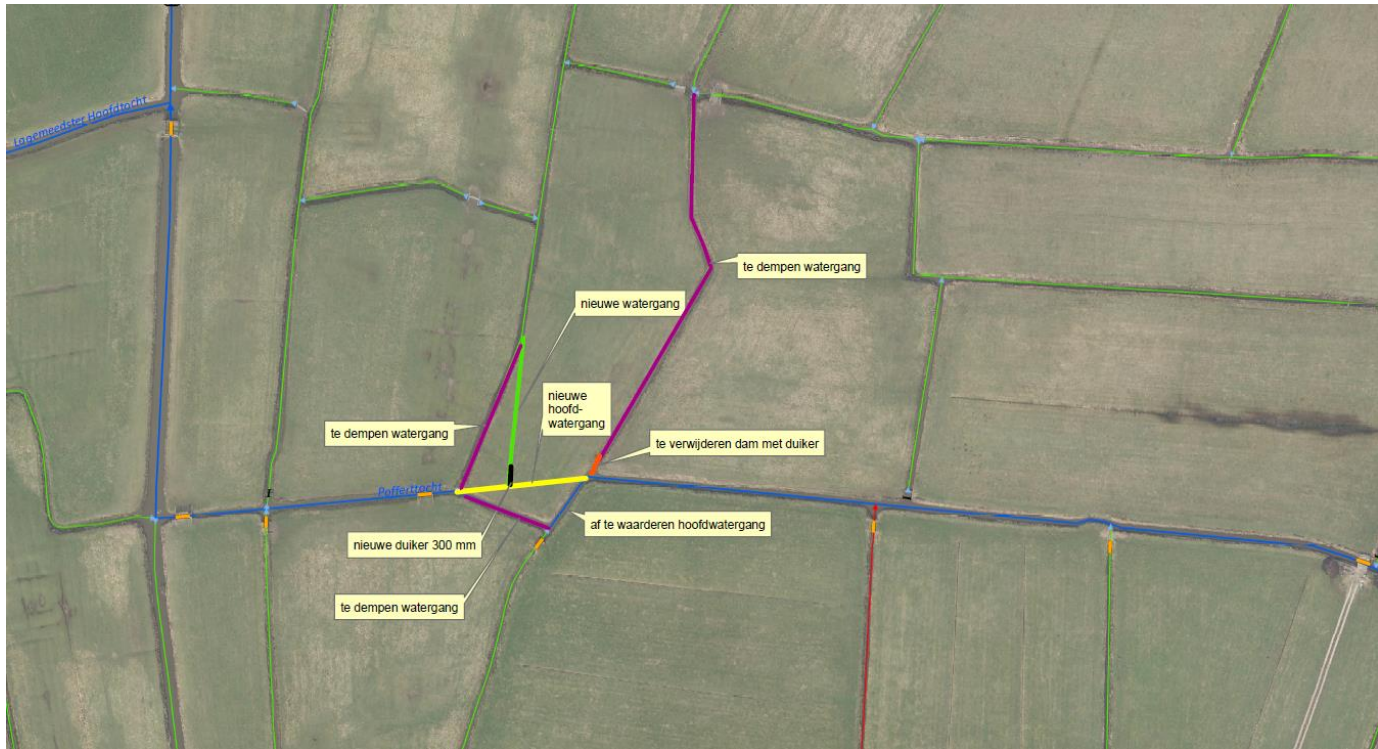 Lagemeedster Hoofdtocht
te dempen watergang
nieuwe watergang
nieuwe
hoofd-
watergang
te dempen watergang
te verwijderen dam met duiker
Poffertrocht
af te waarderen hoofdwatergang
nieuwe duiker 300 mm
te dempen watergang